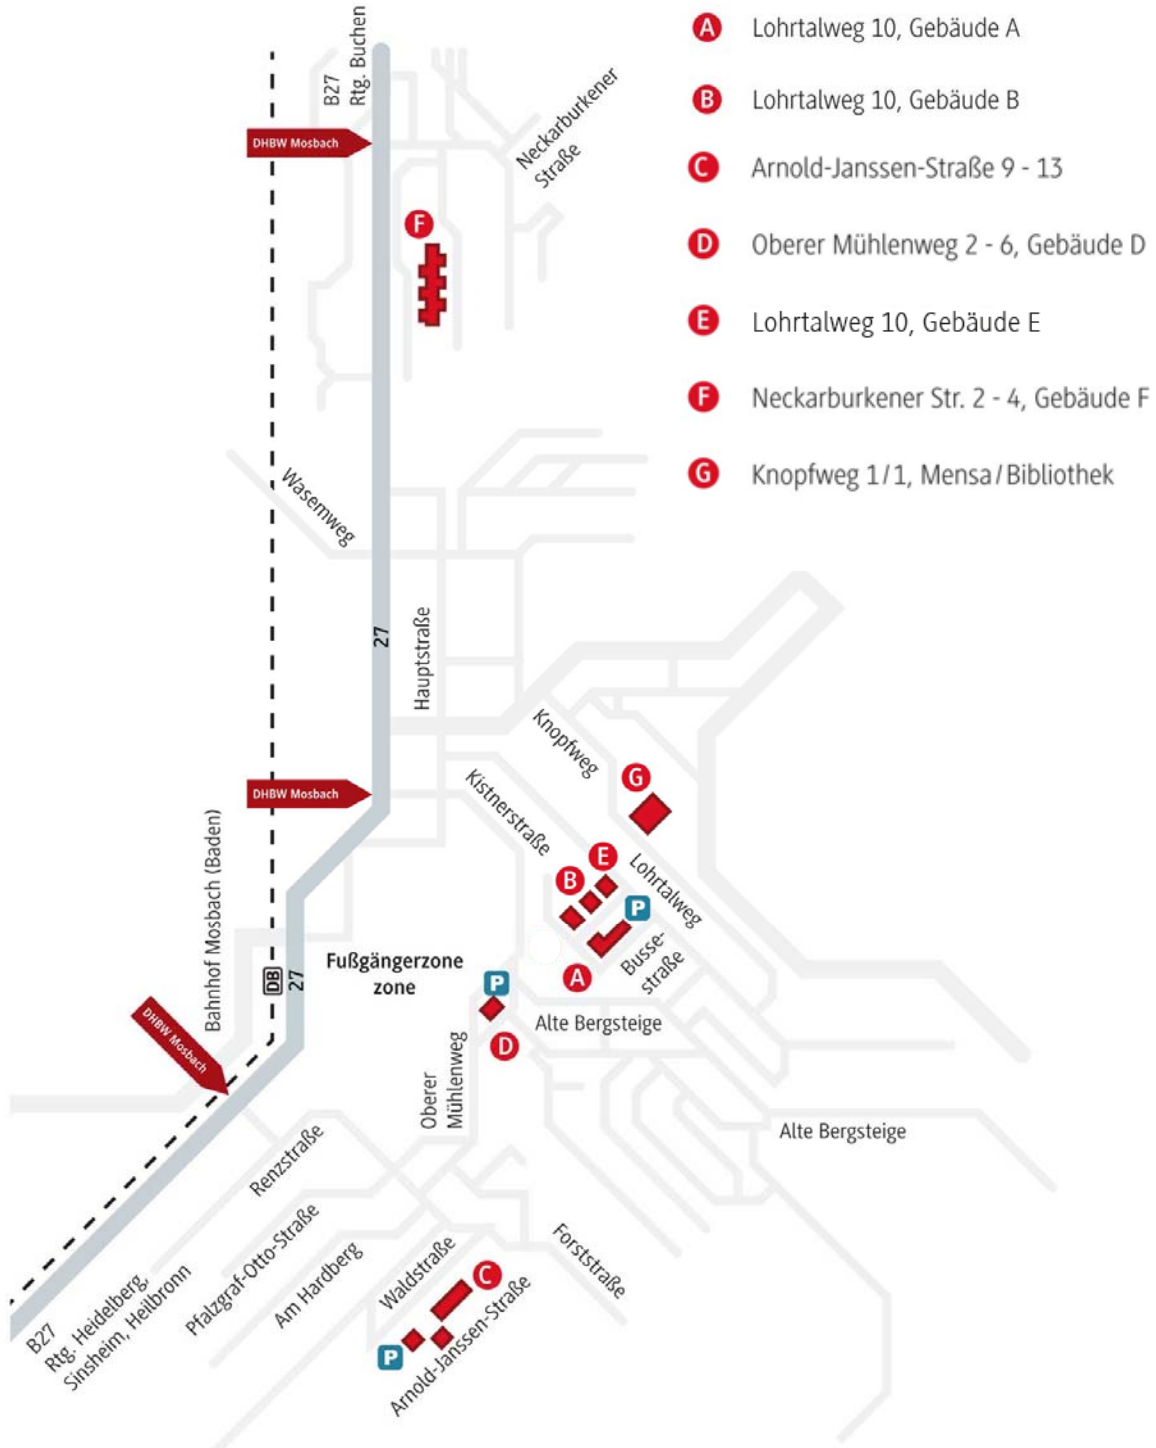 A Lohrtalweg 10, Gebäude A
B Lohrtalweg 10, Gebäude B
C Arnold-Janssen-Straße 9 - 13
D Oberer Mühlenweg 2 - 6, Gebäude D
E Lohrtalweg 10, Gebäude E
F Neckarburkener Str. 2 - 4, Gebäude F
G Knopfweg 1/1, Mensa/Bibliothek
B27
Rtg. Buchen
DHBW Mosbach
Neckarburkener
Straße
F
Wasemweg
27
Hauptstraße
Knopfweg
G
DHBW Mosbach
Kistnerstraße
E
B
Lohrtalweg
P
Busse-
straße
A
Bahnhof Mosbach (Baden)
DB
27
Fußgängerzone
zone
P
D
Alte Bergsteige
DHBW Mosbach
Oberer
Mühlenweg
Alte Bergsteige
Renzstraße
Pfalzgraf-Otto-Straße
Am Hardberg
Waldstraße
Forststraße
C
P
Arnold-Janssen-Straße
B27
Rtg. Heidelberg,
Sinsheim, Heilbronn